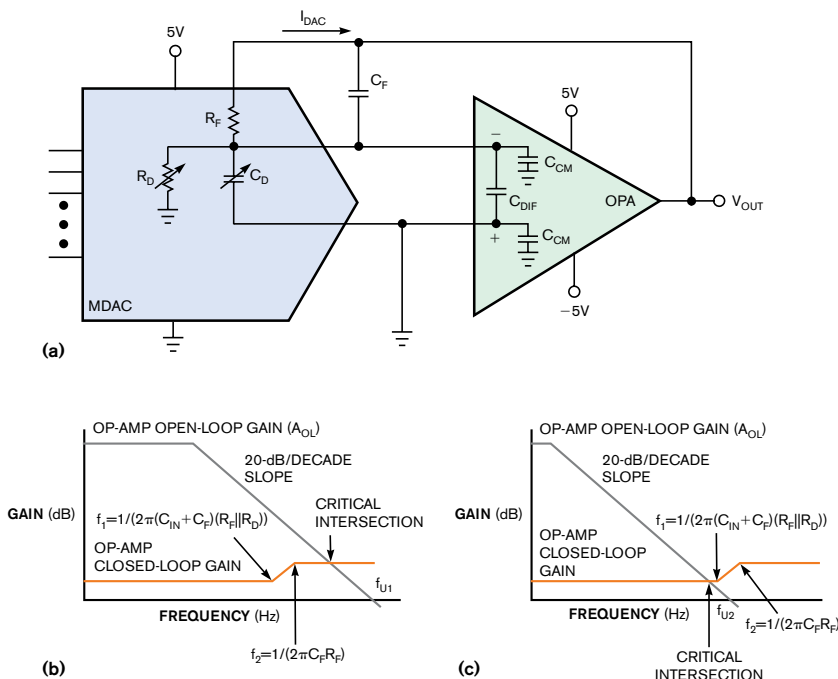 I_DAC
5V
C_F
R_F
5V
R_D
C_D
−
C_CM
C_DIF
OPA
V_OUT
+
C_CM
MDAC
−5V
(a)
OP-AMP OPEN-LOOP GAIN (A_OL)
20-dB/DECADE
SLOPE
CRITICAL
INTERSECTION
GAIN (dB)
f_1=1/(2π(C_IN+C_F)(R_F||R_D))
OP-AMP
CLOSED-LOOP GAIN
f_U1
FREQUENCY (Hz)
f_2=1/(2πC_FR_F)
(b)
OP-AMP OPEN-LOOP GAIN (A_OL)
20-dB/DECADE
SLOPE
f_1=1/(2π(C_IN+C_F)(R_F||R_D))
GAIN (dB)
OP-AMP
CLOSED-LOOP
GAIN
f_U2
FREQUENCY (Hz)
f_2=1/(2πC_FR_F)
CRITICAL
INTERSECTION
(c)